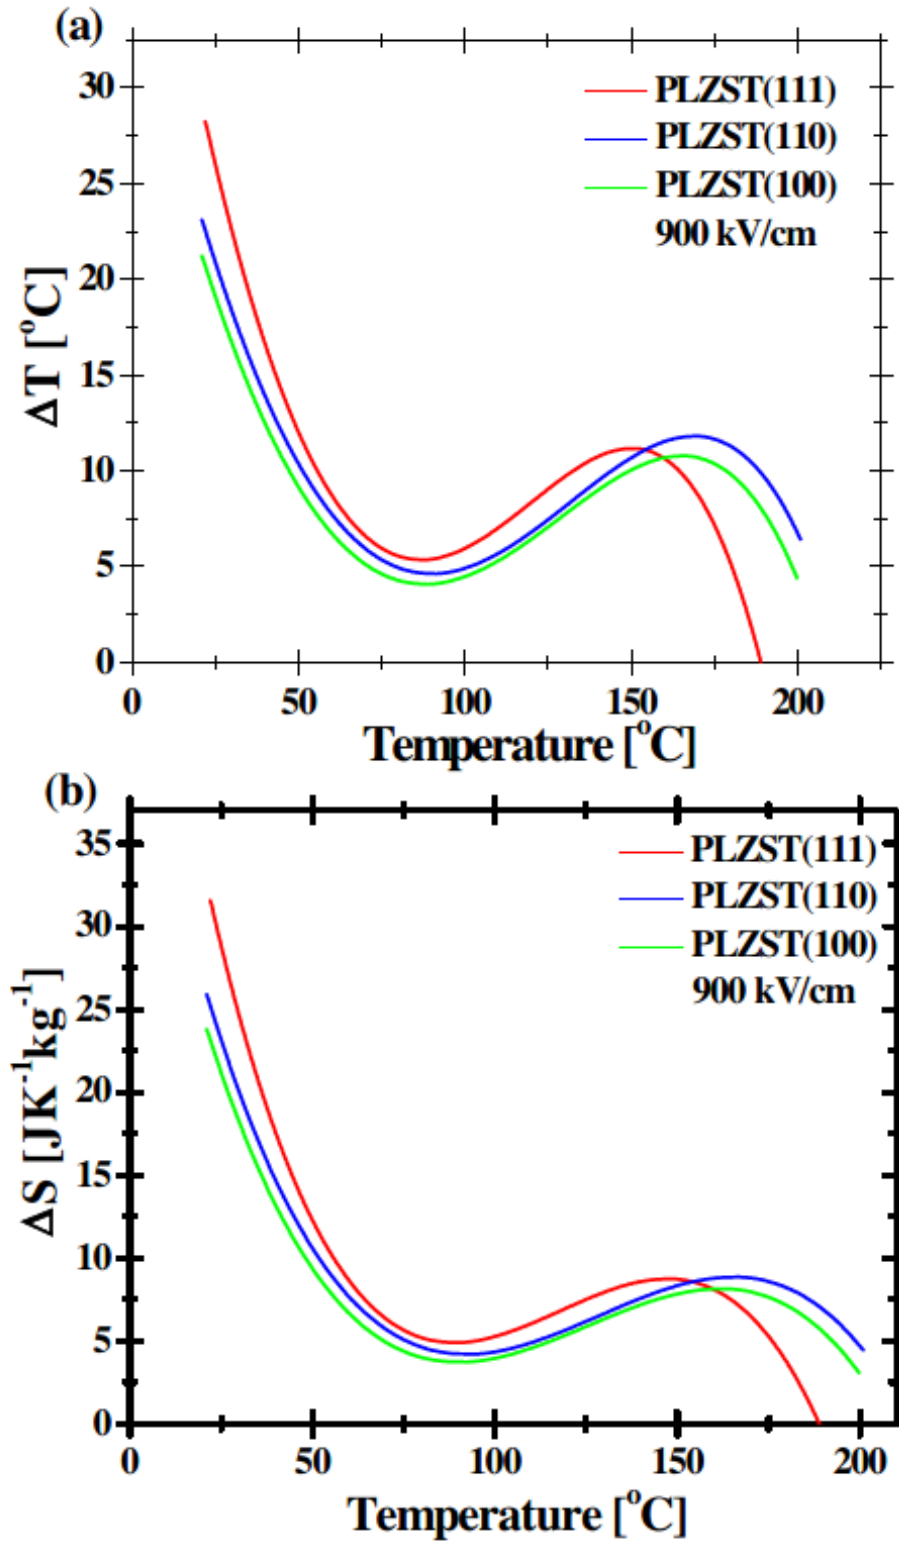 (a)
30
25
20
15
10
5
0
ΔT [°C]
PLZST(111)
PLZST(110)
PLZST(100)
900 kV/cm
0 50 100 150 200
Temperature [°C]
(b)
35
30
25
20
15
10
5
0
ΔS [JK⁻¹kg⁻¹]
PLZST(111)
PLZST(110)
PLZST(100)
900 kV/cm
0 50 100 150 200
Temperature [°C]